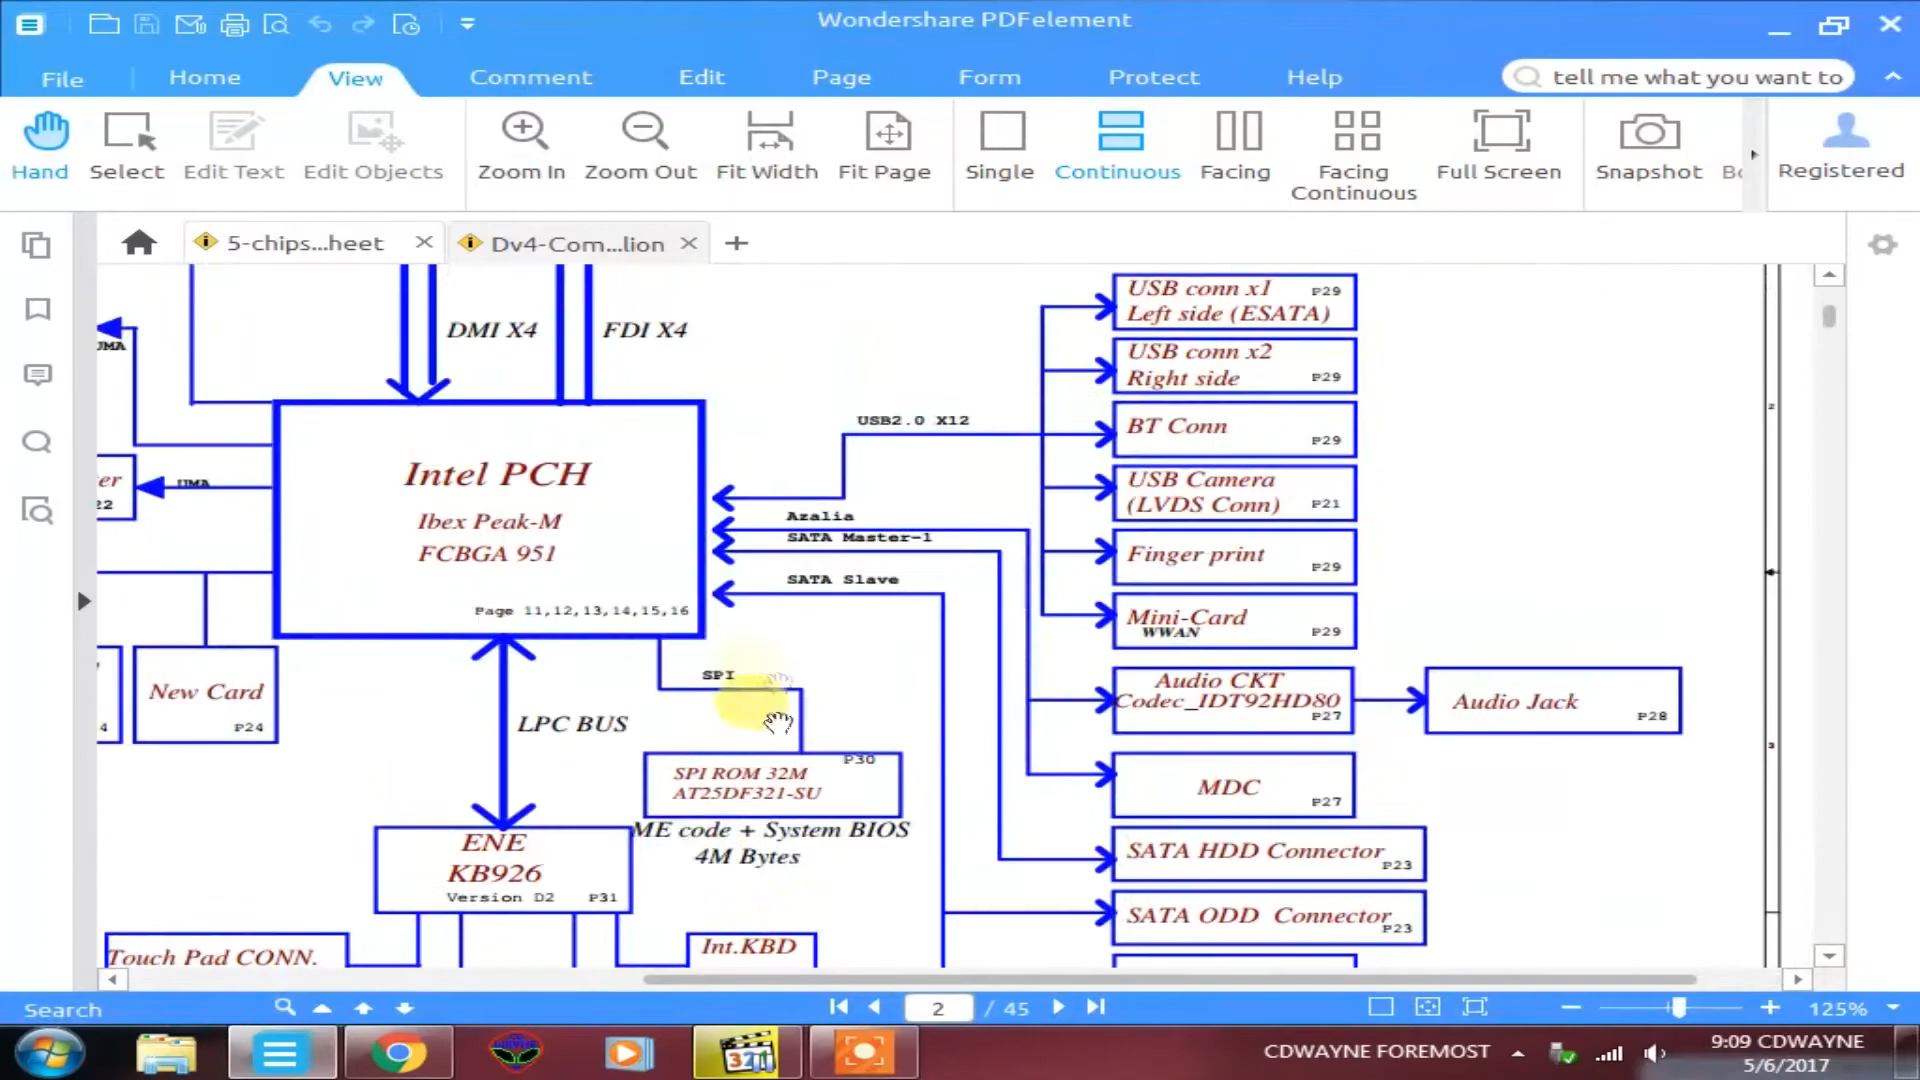 Wondershare PDFelement
File Home View Comment Edit Page Form Protect Help tell me what you want to
Hand Select Edit Text Edit Objects Zoom In Zoom Out Fit Width Fit Page Single Continuous Facing Facing Continuous Full Screen Snapshot Registered
5-chips...heet Dv4-Com...lion
DMI X4
FDI X4
UMA
UMA
er
22
Intel PCH
Ibex Peak-M
FCBGA 951
Page 11,12,13,14,15,16
USB2.0 X12
Azalia
SATA Master-1
SATA Slave
USB conn x1 P29
Left side (ESATA)
USB conn x2
Right side P29
BT Conn
P29
USB Camera
(LVDS Conn) P21
Finger print
P29
Mini-Card
WWAN P29
Audio CKT
Codec_IDT92HD80
P27
Audio Jack
P28
MDC
P27
SATA HDD Connector
P23
SATA ODD Connector
P23
New Card
P24
4
SPI
LPC BUS
P30
SPI ROM 32M
AT25DF321-SU
ME code + System BIOS
4M Bytes
ENE
KB926
Version D2 P31
Touch Pad CONN.
Int.KBD
2
3
Search 2 / 45 125%
321
CDWAYNE FOREMOST 9:09 CDWAYNE
5/6/2017